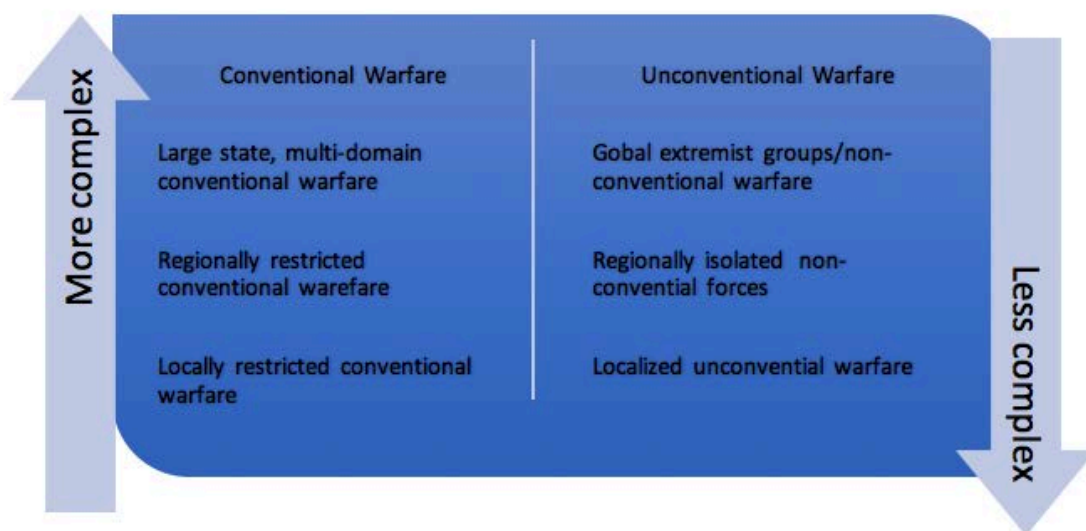 More complex
Conventional Warfare
Large state, multi-domain
conventional warfare
Regionally restricted
conventional warefare
Locally restricted conventional
warfare
Unconventional Warfare
Gobal extremist groups/non-
conventional warfare
Regionally isolated non-
convential forces
Localized unconvential warfare
Less complex